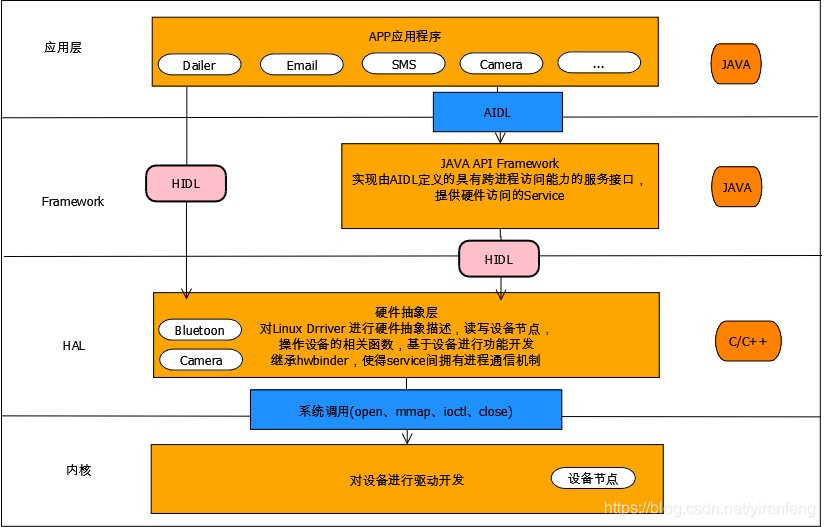 应用层
APP应用程序
Dailer
Email
SMS
Camera
...
JAVA
AIDL
Framework
HIDL
JAVA API Framework
实现由AIDL定义的具有跨进程访问能力的服务接口，
提供硬件访问的Service
JAVA
HIDL
HAL
硬件抽象层
对Linux Drriver 进行硬件抽象描述，读写设备节点，
操作设备的相关函数，基于设备进行功能开发
继承hwbinder，使得service间拥有进程通信机制
Bluetoon
Camera
C/C++
系统调用(open、mmap、ioctl、close)
内核
对设备进行驱动开发
设备节点
https://blog.csdn.net/yiranfeng